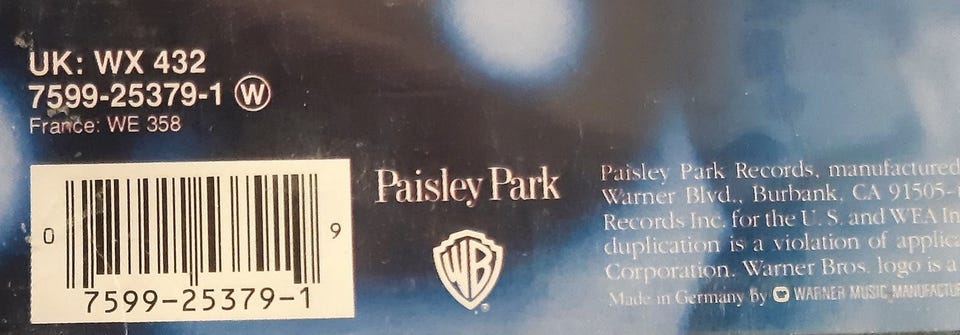 UK: WX 432
7599-25379-1 W
France: WE 358
0 7599-25379-1 9
Paisley Park
WB
Paisley Park Records, manufactured
Warner Blvd., Burbank, CA 91505-
Records Inc. for the U. S. and WEA In
duplication is a violation of applica
Corporation. Warner Bros. logo is a
Made in Germany by WARNER MUSIC MANUFACTU